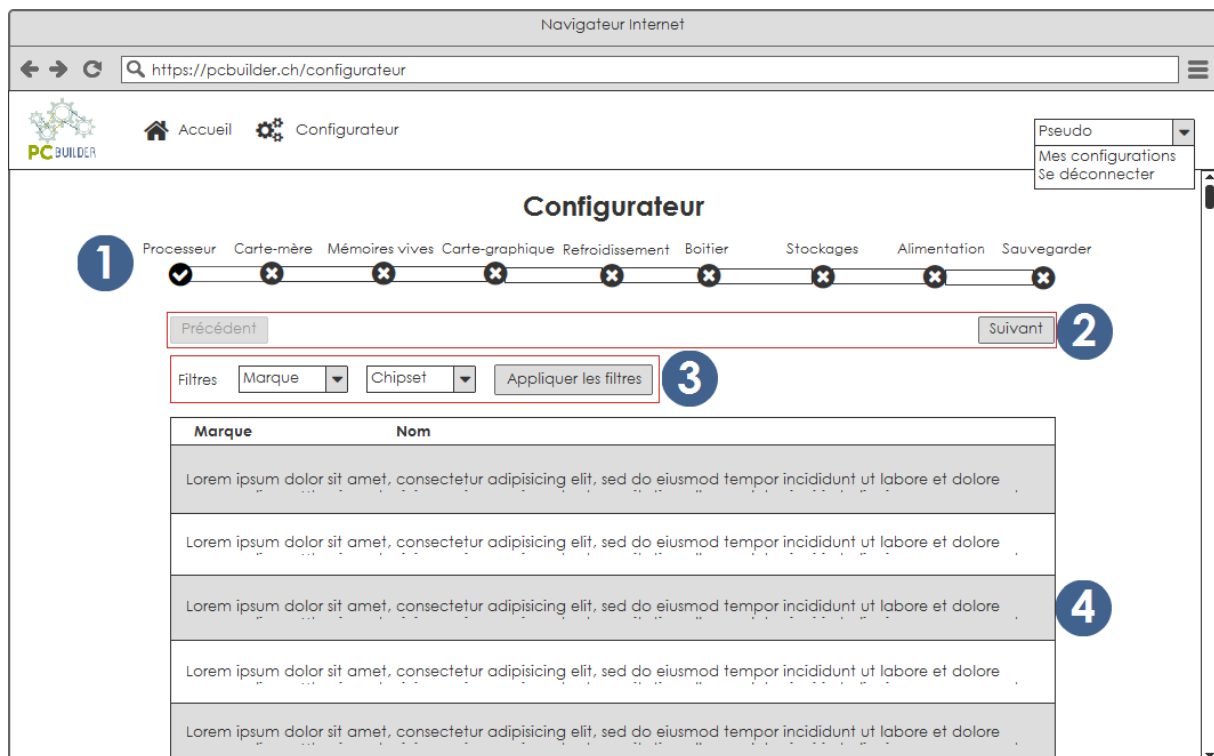 Navigateur Internet
https://pcbuilder.ch/configurateur
PC BUILDER
Accueil
Configurateur
Pseudo
Mes configurations
Se déconnecter
Configurateur
1
Processeur Carte-mère Mémoires vives Carte-graphique Refroidissement Boitier Stockages Alimentation Sauvegarder
Précédent
Suivant
2
Filtres
Marque
Chipset
Appliquer les filtres
3
Marque Nom
Lorem ipsum dolor sit amet, consectetur adipisicing elit, sed do eiusmod tempor incididunt ut labore et dolore
Lorem ipsum dolor sit amet, consectetur adipisicing elit, sed do eiusmod tempor incididunt ut labore et dolore
Lorem ipsum dolor sit amet, consectetur adipisicing elit, sed do eiusmod tempor incididunt ut labore et dolore
4
Lorem ipsum dolor sit amet, consectetur adipisicing elit, sed do eiusmod tempor incididunt ut labore et dolore
Lorem ipsum dolor sit amet, consectetur adipisicing elit, sed do eiusmod tempor incididunt ut labore et dolore